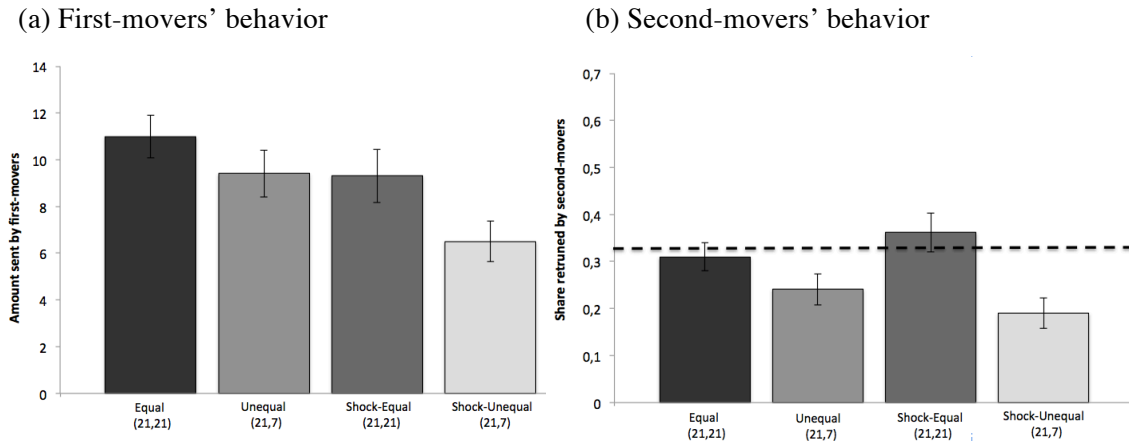 (a) First-movers’ behavior
Amount sent by first-movers
14
12
10
8
6
4
2
0
Equal
(21,21)
Unequal
(21,7)
Shock-Equal
(21,21)
Shock-Unequal
(21,7)
(b) Second-movers’ behavior
Share retruned by second-movers
0,7
0,6
0,5
0,4
0,3
0,2
0,1
0
Equal
(21,21)
Unequal
(21,7)
Shock-Equal
(21,21)
Shock-Unequal
(21,7)